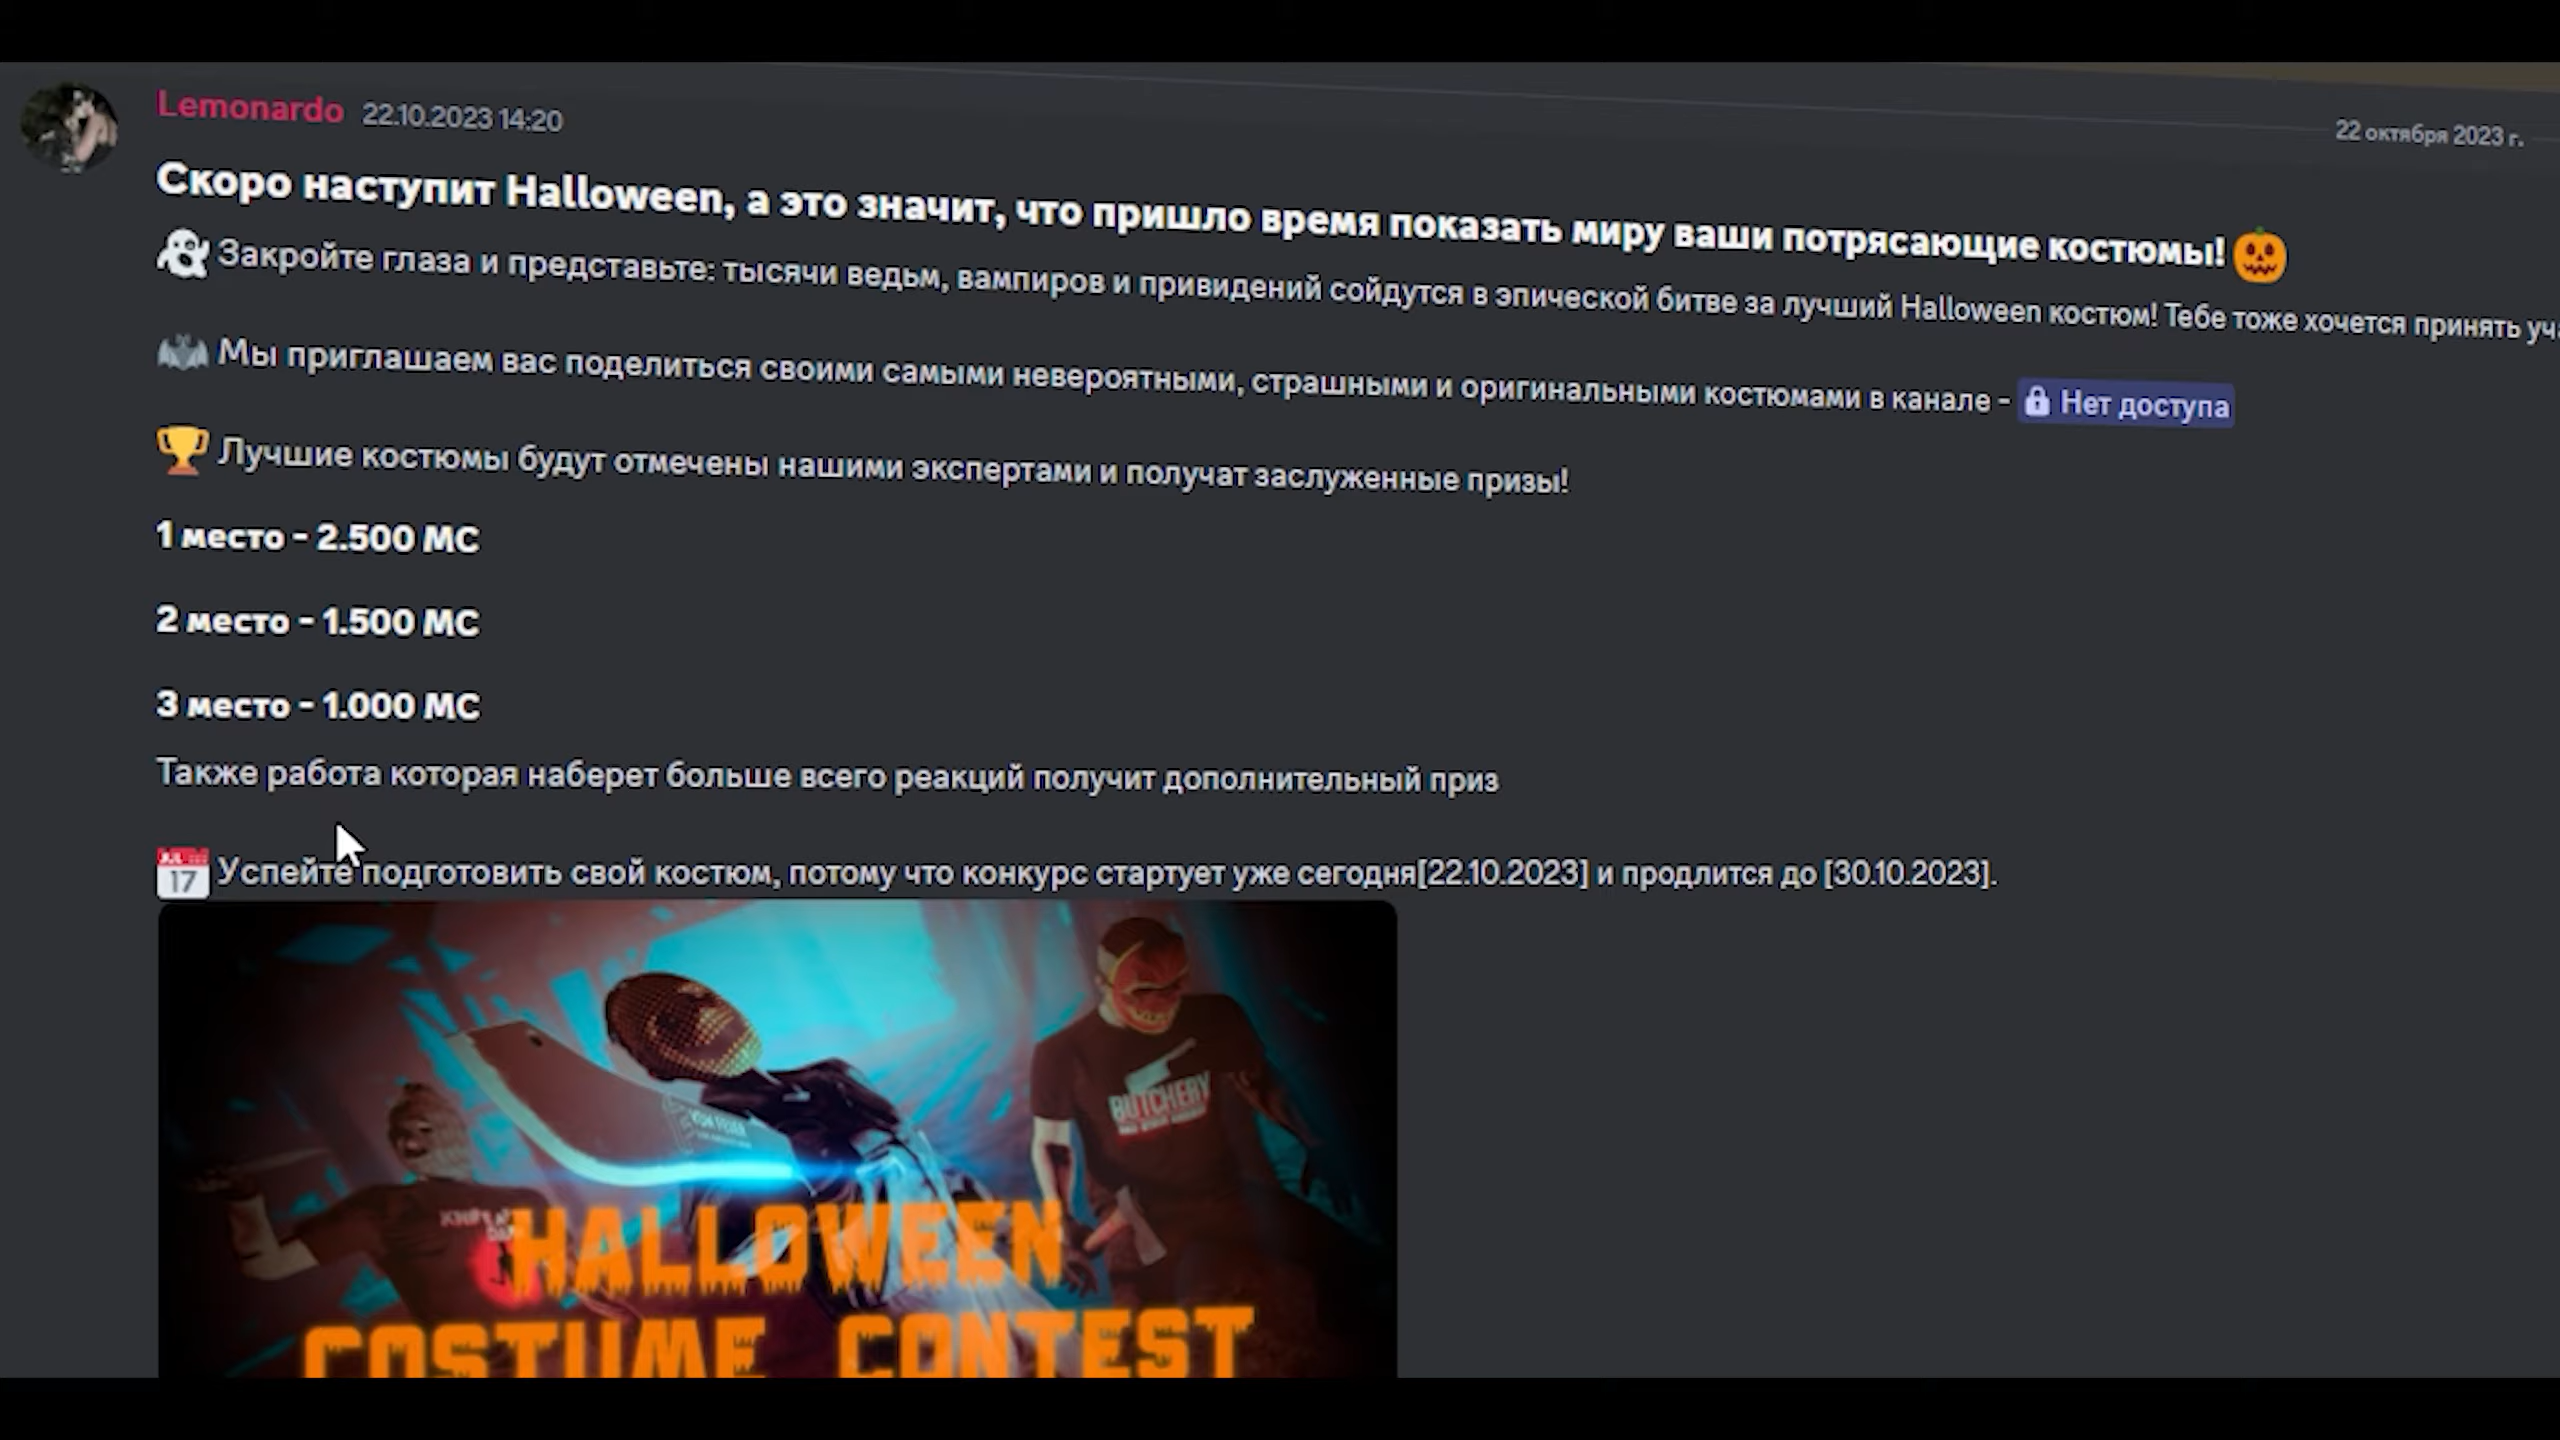 Lemonardo 22.10.2023 14:20
22 октября 2023 г.
Скоро наступит Halloween, а это значит, что пришло время показать миру ваши потрясающие костюмы!
Закройте глаза и представьте: тысячи ведьм, вампиров и привидений сойдутся в эпической битве за лучший Halloween костюм! Тебе тоже хочется принять
Мы приглашаем вас поделиться своими самыми невероятными, страшными и оригинальными костюмами в канале - Нет доступа
Лучшие костюмы будут отмечены нашими экспертами и получат заслуженные призы!
1 место - 2.500 МС
2 место - 1.500 МС
3 место - 1.000 МС
Также работа которая наберет больше всего реакций получит дополнительный приз
JUL 17 Успейте подготовить свой костюм, потому что конкурс стартует уже сегодня[22.10.2023] и продлится до [30.10.2023].
BUTCHERY
HALLOWEEN
COSTUME CONTEST